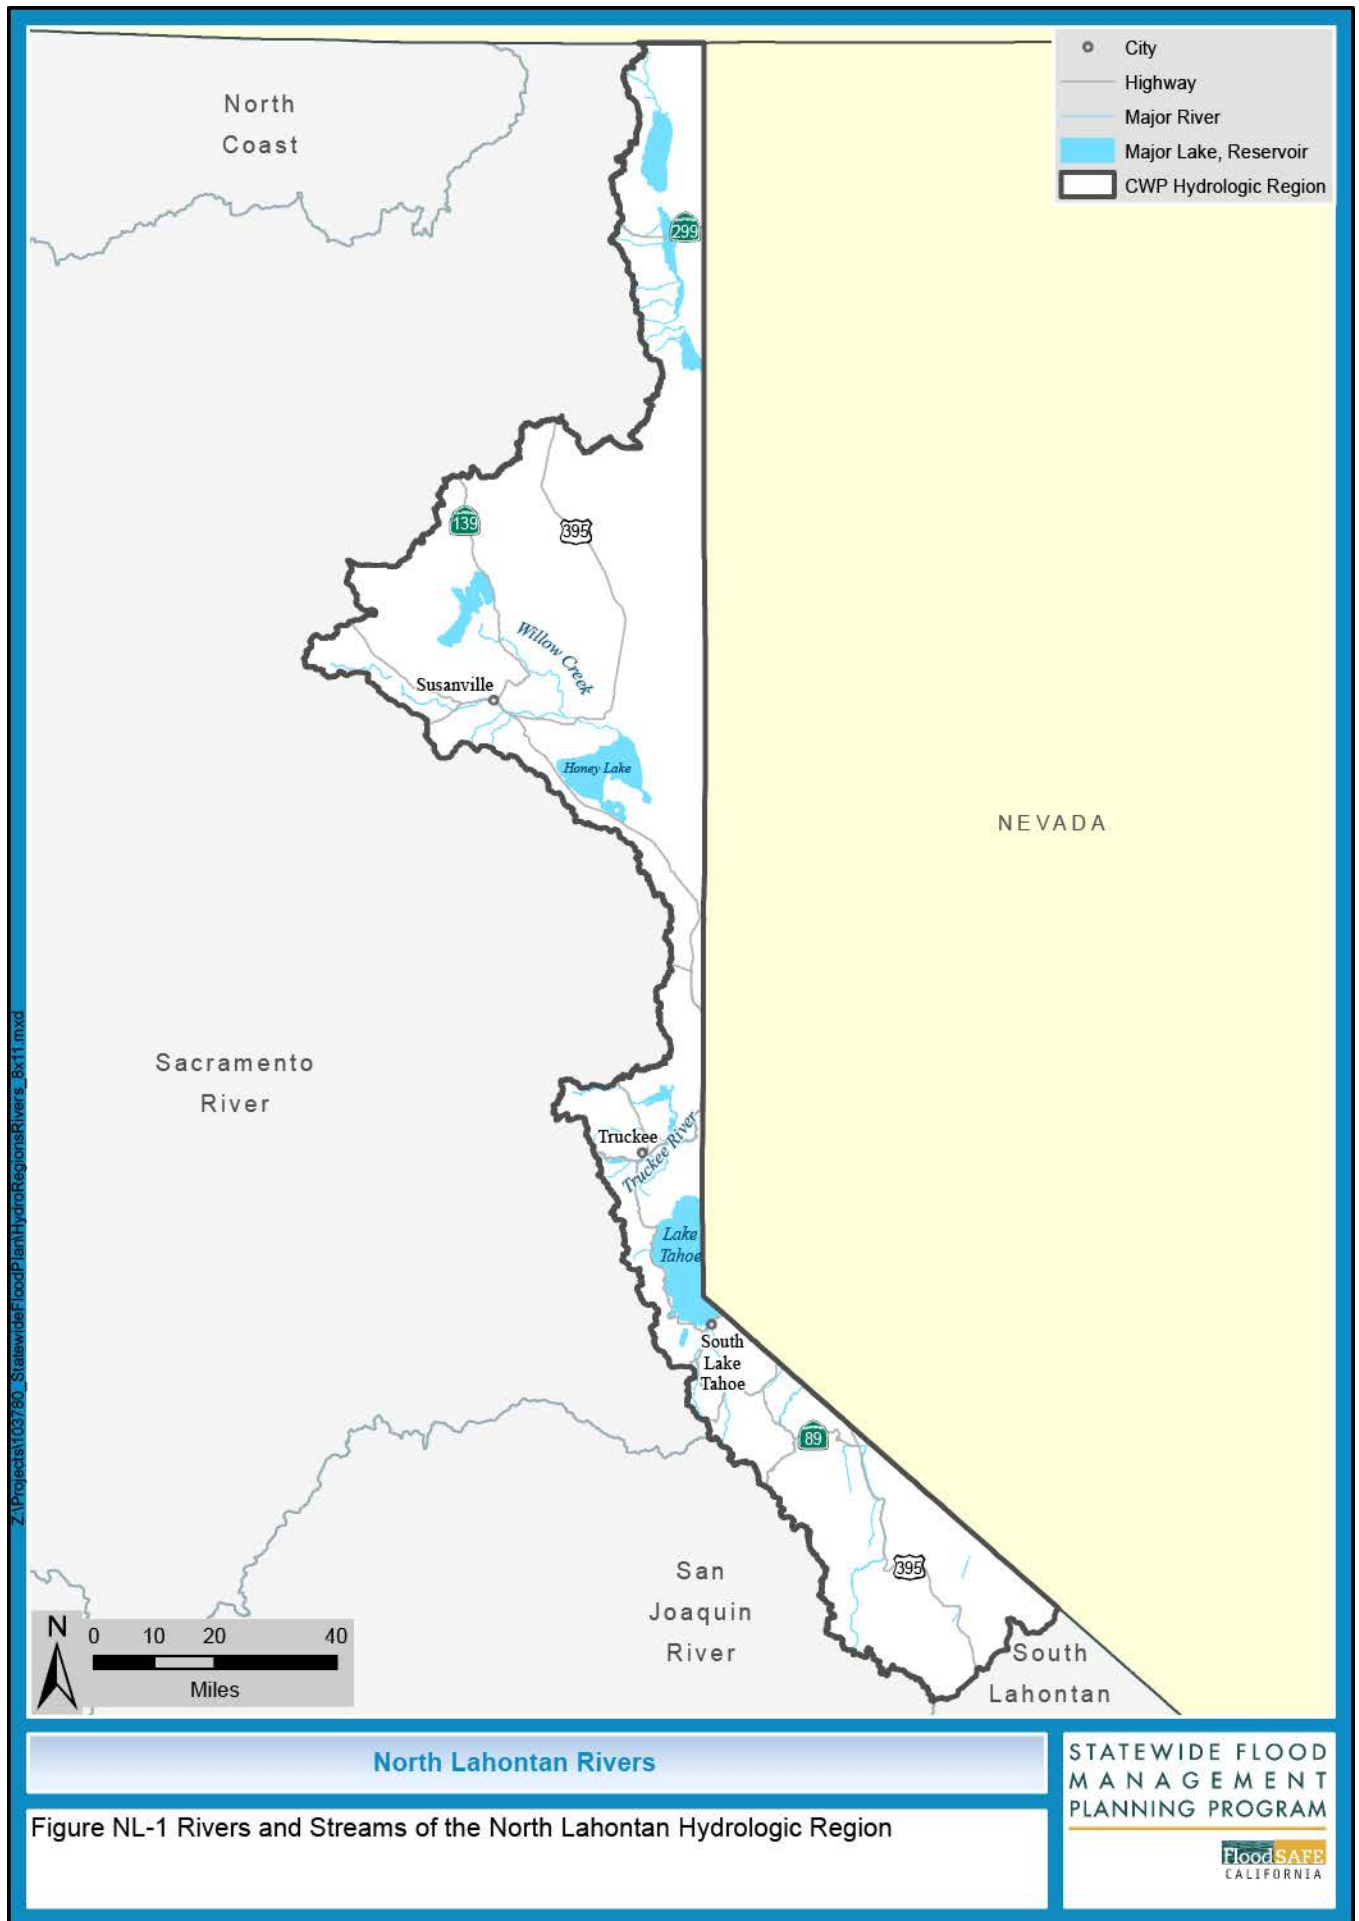 City
Highway
Major River
Major Lake, Reservoir
CWP Hydrologic Region
North
Coast
299
139
395
Willow Creek
Susanville
Honey Lake
NEVADA
Sacramento
River
Truckee
Truckee River
Lake
Tahoe
South
Lake
Tahoe
89
395
San
Joaquin
River
South
Lahontan
N
0 10 20 40
Miles
Z:\Projects\103780_StatewideFloodPlan\HydroRegionsRivers_8x11.mxd
North Lahontan Rivers
Figure NL-1 Rivers and Streams of the North Lahontan Hydrologic Region
STATEWIDE FLOOD
MANAGEMENT
PLANNING PROGRAM
FloodSAFE
CALIFORNIA